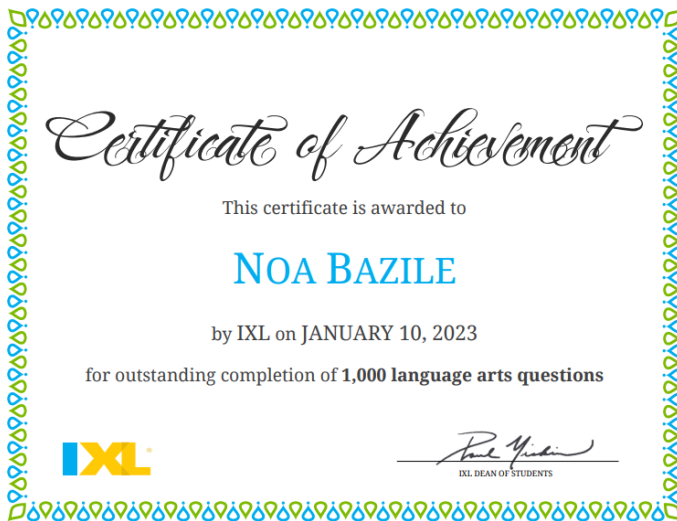 Certificate of Achievement
This certificate is awarded to
NOA BAZILE
by IXL on JANUARY 10, 2023
for outstanding completion of 1,000 language arts questions
IXL
IXL DEAN OF STUDENTS